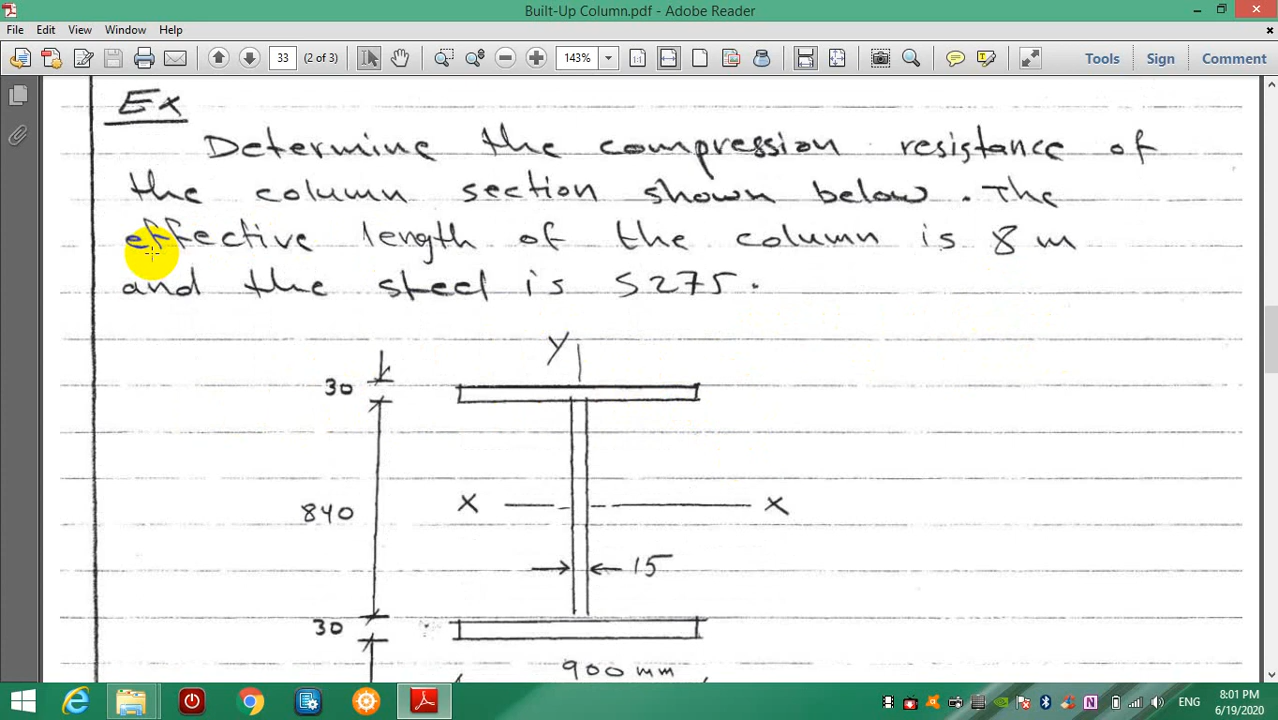 Built-Up Column.pdf - Adobe Reader
File Edit View Window Help
33 (2 of 3) 143% Tools Sign Comment
Ex
Determine the compression resistance of
the column section shown below. The
effective length of the column is 8 m
and the steel is S275.
Y
30
X X
840
15
30
900 mm
ENG
8:01 PM
6/19/2020